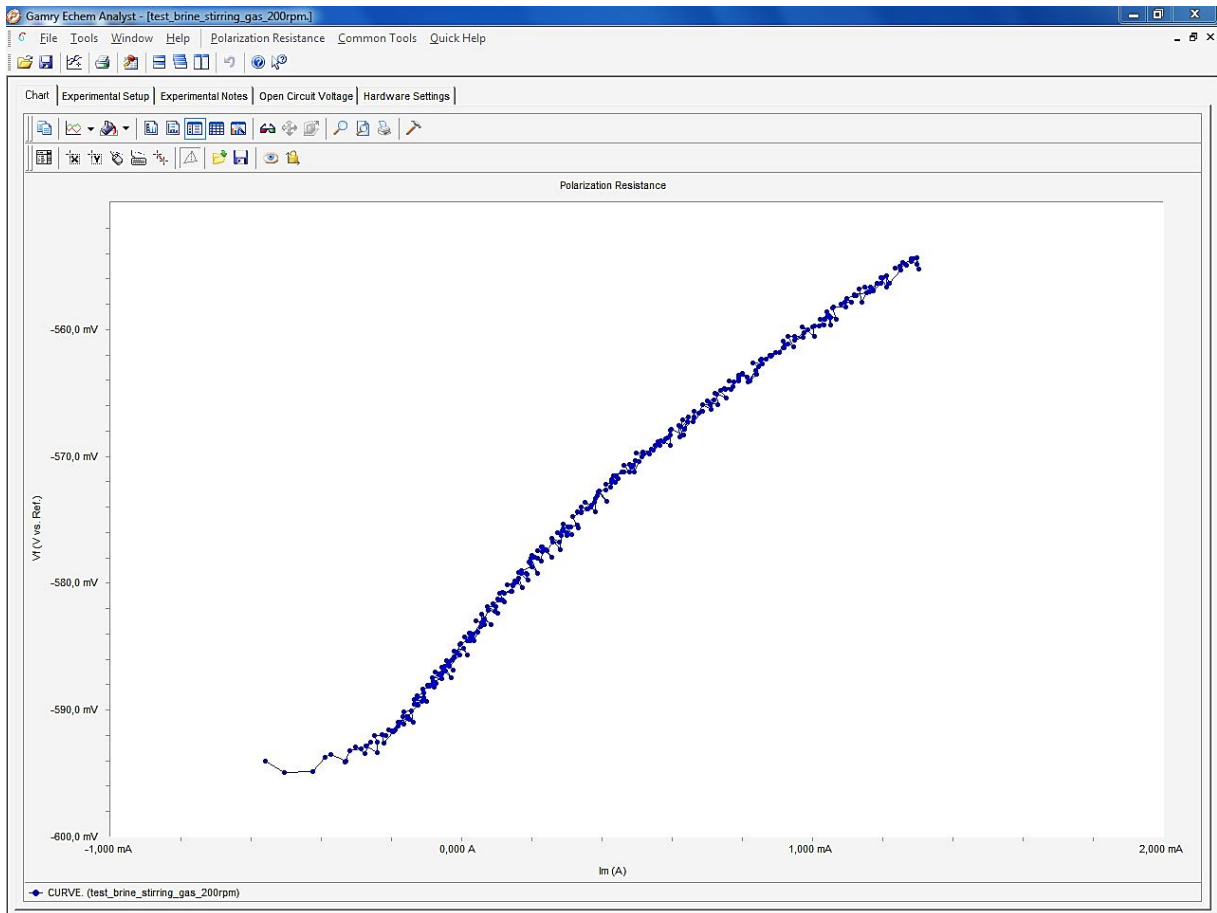 Gamry Echem Analyst - [test_brine_stirring_gas_200rpm.]
File Tools Window Help Polarization Resistance Common Tools Quick Help
Chart Experimental Setup Experimental Notes Open Circuit Voltage Hardware Settings
Polarization Resistance
-560,0 mV
-570,0 mV
-580,0 mV
-590,0 mV
-600,0 mV
Vf (V vs. Ref.)
-1,000 mA 0,000 A 1,000 mA 2,000 mA
Im (A)
CURVE. (test_brine_stirring_gas_200rpm)